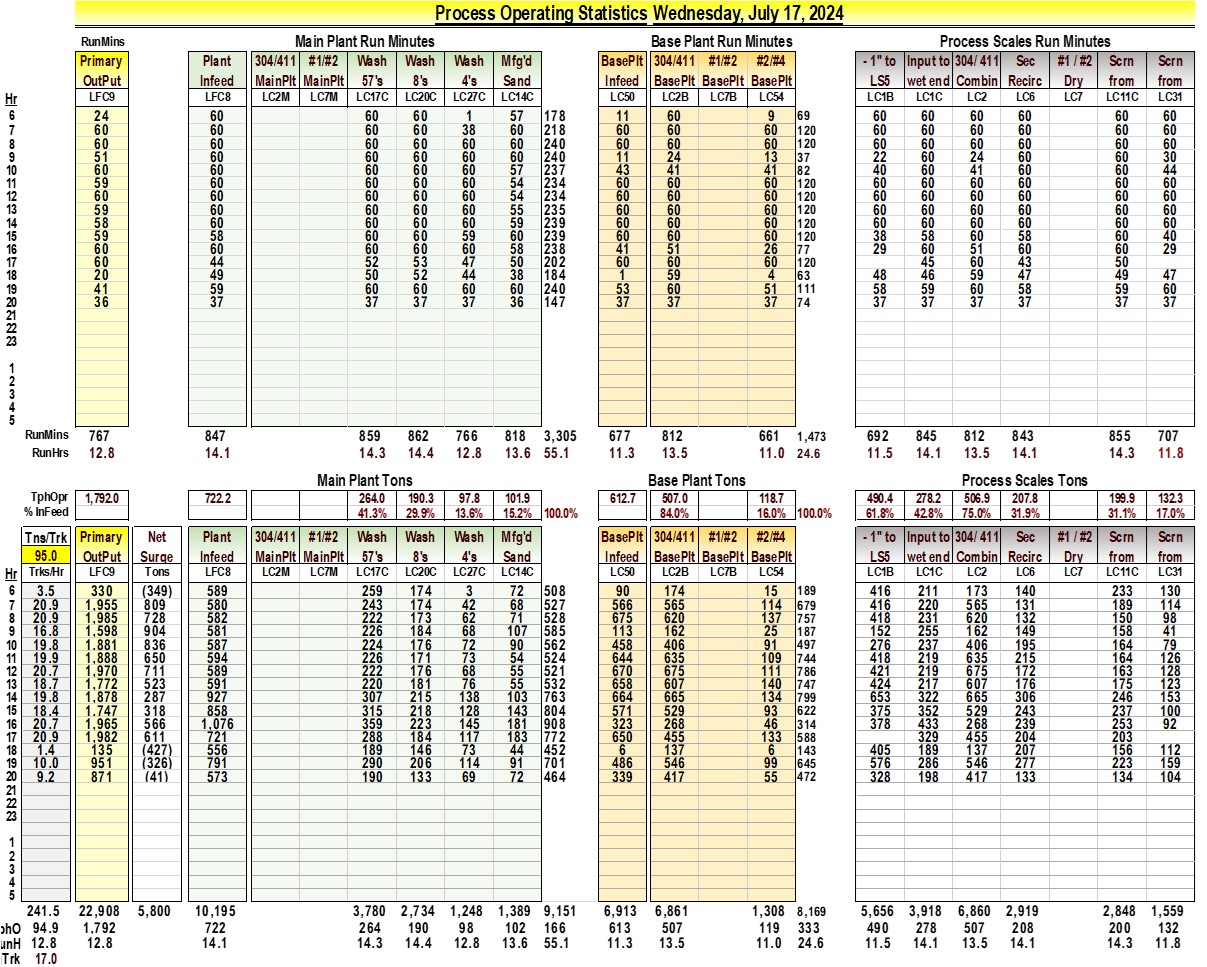 Process Operating Statistics Wednesday, July 17, 2024
RunMins Main Plant Run Minutes Base Plant Run Minutes Process Scales Run Minutes
Primary Plant 304/411 #1/#2 Wash Wash Wash Mfg'd BasePlt 304/411 #1/#2 #2/#4 - 1" to Input to 304/ 411 Sec #1 / #2 Scrn Scrn
OutPut Infeed MainPlt MainPlt 57's 8's 4's Sand Infeed BasePlt BasePlt BasePlt LS5 wet end Combin Recirc Dry from from
Hr LFC9 LFC8 LC2M LC7M LC17C LC20C LC27C LC14C LC50 LC2B LC7B LC54 LC1B LC1C LC2 LC6 LC7 LC11C LC31
6 24 60 60 60 1 57 178 11 60 9 69 60 60 60 60 60 60
7 60 60 60 60 38 60 218 60 60 60 120 60 60 60 60 60 60
8 60 60 60 60 60 60 240 60 60 60 120 60 60 60 60 60 60
9 51 60 60 60 60 60 240 11 24 13 37 22 60 24 60 60 30
10 60 60 60 60 60 57 237 43 41 41 82 40 60 41 60 60 44
11 59 60 60 60 60 54 234 60 60 60 120 60 60 60 60 60 60
12 60 60 60 60 60 54 234 60 60 60 120 60 60 60 60 60 60
13 59 60 60 60 60 55 235 60 60 60 120 60 60 60 60 60 60
14 58 60 60 60 60 59 239 60 60 60 120 60 60 60 60 60 60
15 59 58 60 60 59 60 239 60 60 60 120 38 58 60 58 60 40
16 60 60 60 60 60 58 238 41 51 26 77 29 60 51 60 60 29
17 60 44 52 53 47 50 202 60 60 60 120 45 60 43 50
18 20 49 50 52 44 38 184 1 59 4 63 48 46 59 47 49 47
19 41 59 60 60 60 60 240 53 60 51 111 58 59 60 58 59 60
20 36 37 37 37 37 36 147 37 37 37 74 37 37 37 37 37 37
21
22
23
1
2
3
4
5
RunMins 767 847 859 862 766 818 3,305 677 812 661 1,473 692 845 812 843 855 707
RunHrs 12.8 14.1 14.3 14.4 12.8 13.6 55.1 11.3 13.5 11.0 24.6 11.5 14.1 13.5 14.1 14.3 11.8
Main Plant Tons Base Plant Tons Process Scales Tons
TphOpr 1,792.0 722.2 264.0 190.3 97.8 101.9 612.7 507.0 118.7 490.4 278.2 506.9 207.8 199.9 132.3
% InFeed 41.3% 29.9% 13.6% 15.2% 100.0% 84.0% 16.0% 100.0% 61.8% 42.8% 75.0% 31.9% 31.1% 17.0%
Tns/Trk Primary Net Plant 304/411 #1/#2 Wash Wash Wash Mfg'd BasePlt 304/411 #1/#2 #2/#4 - 1" to Input to 304/ 411 Sec #1 / #2 Scrn Scrn
95.0 OutPut Surge Infeed MainPlt MainPlt 57's 8's 4's Sand Infeed BasePlt BasePlt BasePlt LS5 wet end Combin Recirc Dry from from
Hr Trks/Hr LFC9 Tons LFC8 LC2M LC7M LC17C LC20C LC27C LC14C LC50 LC2B LC7B LC54 LC1B LC1C LC2 LC6 LC7 LC11C LC31
6 3.5 330 (349) 589 259 174 3 72 508 90 174 15 189 416 211 173 140 233 130
7 20.9 1,955 809 580 243 174 42 68 527 566 565 114 679 416 220 565 131 189 114
8 20.9 1,985 728 582 222 173 62 71 528 675 620 137 757 418 231 620 132 150 98
9 16.8 1,598 904 581 226 184 68 107 585 113 162 25 187 152 255 162 149 158 41
10 19.8 1,881 836 587 224 176 72 90 562 458 406 91 497 276 237 406 195 164 79
11 19.9 1,888 650 594 226 171 73 54 524 644 635 109 744 418 219 635 215 164 126
12 20.7 1,970 711 589 222 176 68 55 521 670 675 111 786 421 219 675 172 163 128
13 18.7 1,772 523 591 220 181 76 55 532 658 607 140 747 424 217 607 176 175 123
14 19.8 1,878 287 927 307 215 138 103 763 664 665 134 799 653 322 665 306 246 153
15 18.4 1,747 318 858 315 218 128 143 804 571 529 93 622 375 352 529 243 237 100
16 20.7 1,965 566 1,076 359 223 145 181 908 323 268 46 314 378 433 268 239 253 92
17 20.9 1,982 611 721 288 184 117 183 772 650 455 133 588 329 455 204 203
18 1.4 135 (427) 556 189 146 73 44 452 6 137 6 143 405 189 137 207 156 112
19 10.0 951 (326) 791 290 206 114 91 701 486 546 99 645 576 286 546 277 223 159
20 9.2 871 (41) 573 190 133 69 72 464 339 417 55 472 328 198 417 133 134 104
21
22
23
1
2
3
4
5
241.5 22,908 5,800 10,195 3,780 2,734 1,248 1,389 9,151 6,913 6,861 1,308 8,169 5,656 3,918 6,860 2,919 2,848 1,559
phO 94.9 1,792 722 264 190 98 102 166 613 507 119 333 490 278 507 208 200 132
unH 12.8 12.8 14.1 14.3 14.4 12.8 13.6 55.1 11.3 13.5 11.0 24.6 11.5 14.1 13.5 14.1 14.3 11.8
Trk 17.0